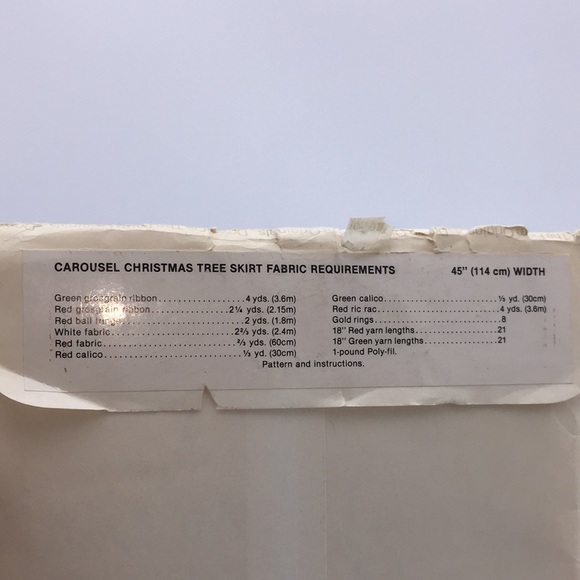 CAROUSEL CHRISTMAS TREE SKIRT FABRIC REQUIREMENTS 45" (114 cm) WIDTH
Green grosgrain ribbon....................4 yds. (3.6m)
Red grosgrain ribbon...............2¼ yds. (2.15m)
Red ball fringe.........................2 yds. (1.8m)
White fabric.........................2⅔ yds. (2.4m)
Red fabric............................⅔ yds. (60cm)
Red calico............................⅓ yd. (30cm)
Green calico..............................⅓ yd. (30cm)
Red ric rac...............................4 yds. (3.6m)
Gold rings..........................8
18" Red yarn lengths.................21
18" Green yarn lengths...............21
1-pound Poly-fil.
Pattern and instructions.